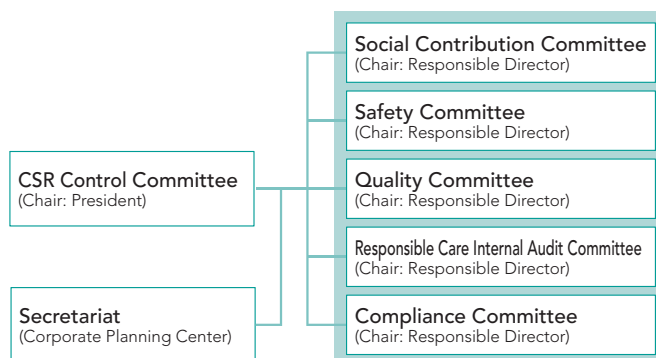 CSR Control Committee
(Chair: President)
Secretariat
(Corporate Planning Center)
Social Contribution Committee
(Chair: Responsible Director)
Safety Committee
(Chair: Responsible Director)
Quality Committee
(Chair: Responsible Director)
Responsible Care Internal Audit Committee
(Chair: Responsible Director)
Compliance Committee
(Chair: Responsible Director)